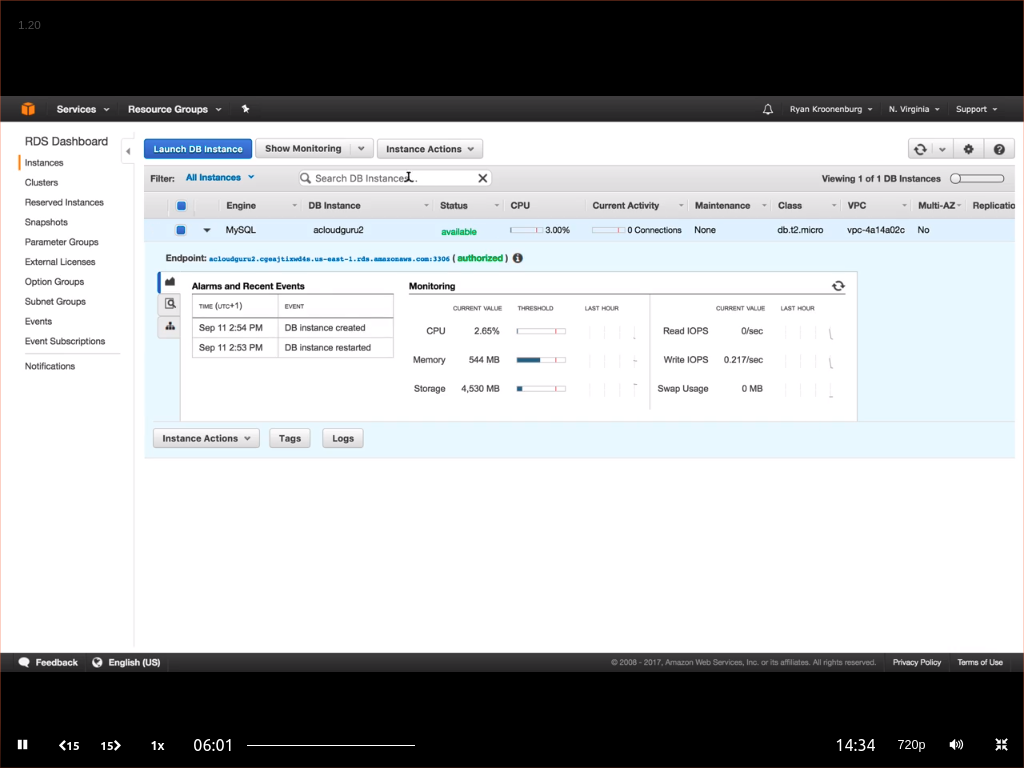 1.20
Services
Resource Groups
Ryan Kroonenburg
N. Virginia
Support
RDS Dashboard
Instances
Clusters
Reserved Instances
Snapshots
Parameter Groups
External Licenses
Option Groups
Subnet Groups
Events
Event Subscriptions
Notifications
Launch DB Instance
Show Monitoring
Instance Actions
Filter: All Instances
Search DB Instances...
Viewing 1 of 1 DB Instances
Engine DB Instance Status CPU Current Activity Maintenance Class VPC Multi-AZ Replicatio
MySQL acloudguru2 available 3.00% 0 Connections None db.t2.micro vpc-4a14a02c No
Endpoint: acloudguru2.cgeajtixwd4s.us-east-1.rds.amazonaws.com:3306 ( authorized )
Alarms and Recent Events
TIME (UTC+1) EVENT
Sep 11 2:54 PM DB instance created
Sep 11 2:53 PM DB instance restarted
Monitoring
CURRENT VALUE THRESHOLD LAST HOUR CURRENT VALUE LAST HOUR
CPU 2.65% Read IOPS 0/sec
Memory 544 MB Write IOPS 0.217/sec
Storage 4,530 MB Swap Usage 0 MB
Instance Actions
Tags
Logs
Feedback
English (US)
© 2008 - 2017, Amazon Web Services, Inc. or its affiliates. All rights reserved.
Privacy Policy
Terms of Use
15 15 1x 06:01 14:34 720p